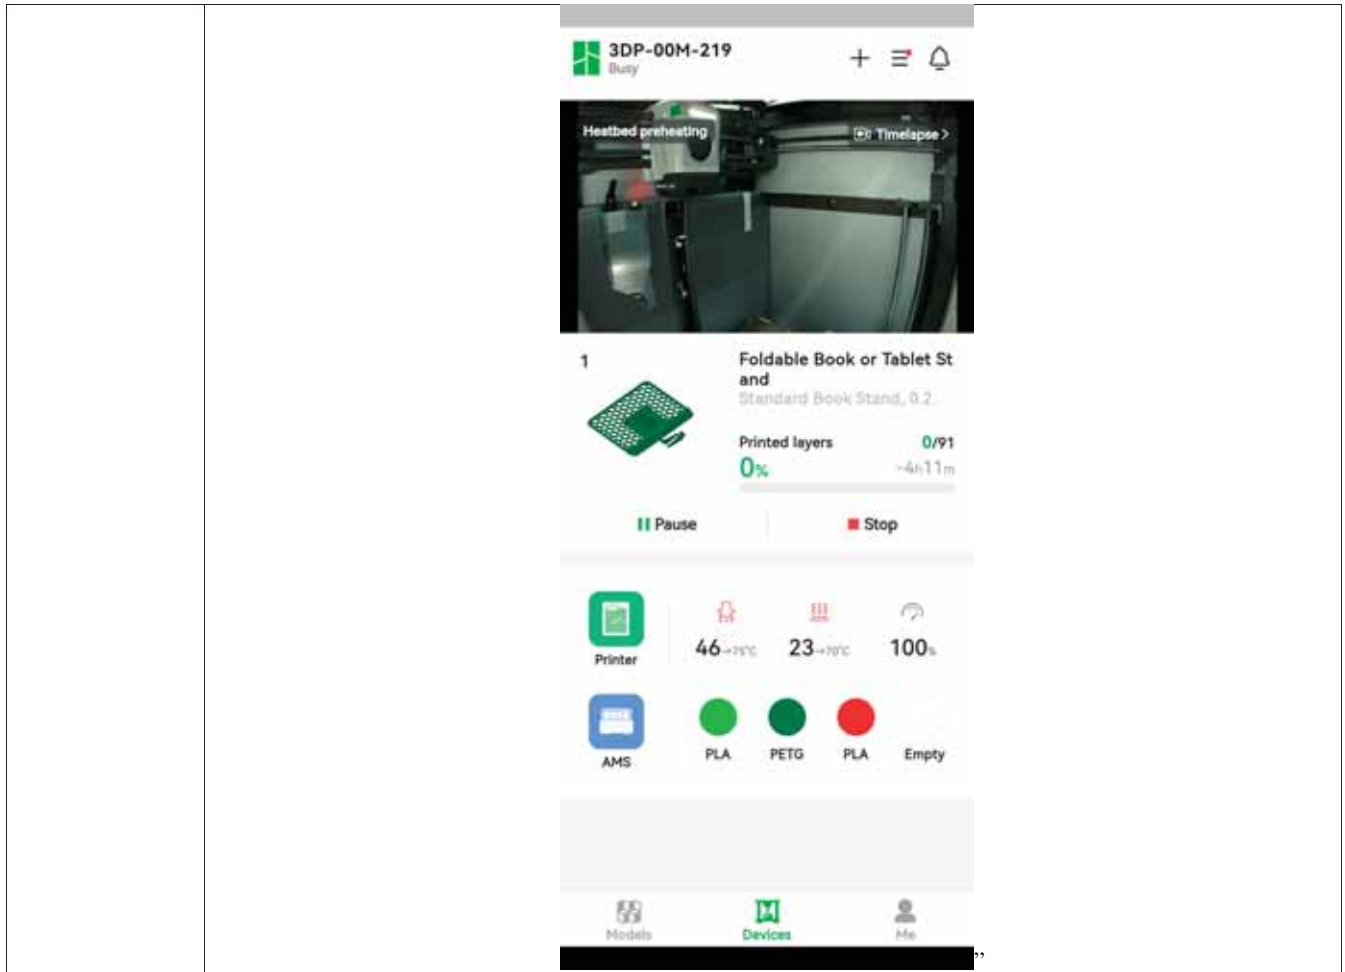 3DP-00M-219
Busy
Heatbed preheating
Timelapse >
1
Foldable Book or Tablet St
and
Standard Book Stand, 0.2
Printed layers 0/91
0% -4h11m
Pause Stop
Printer 46→75°C 23→70°C 100%
AMS PLA PETG PLA Empty
Models Devices Me
”